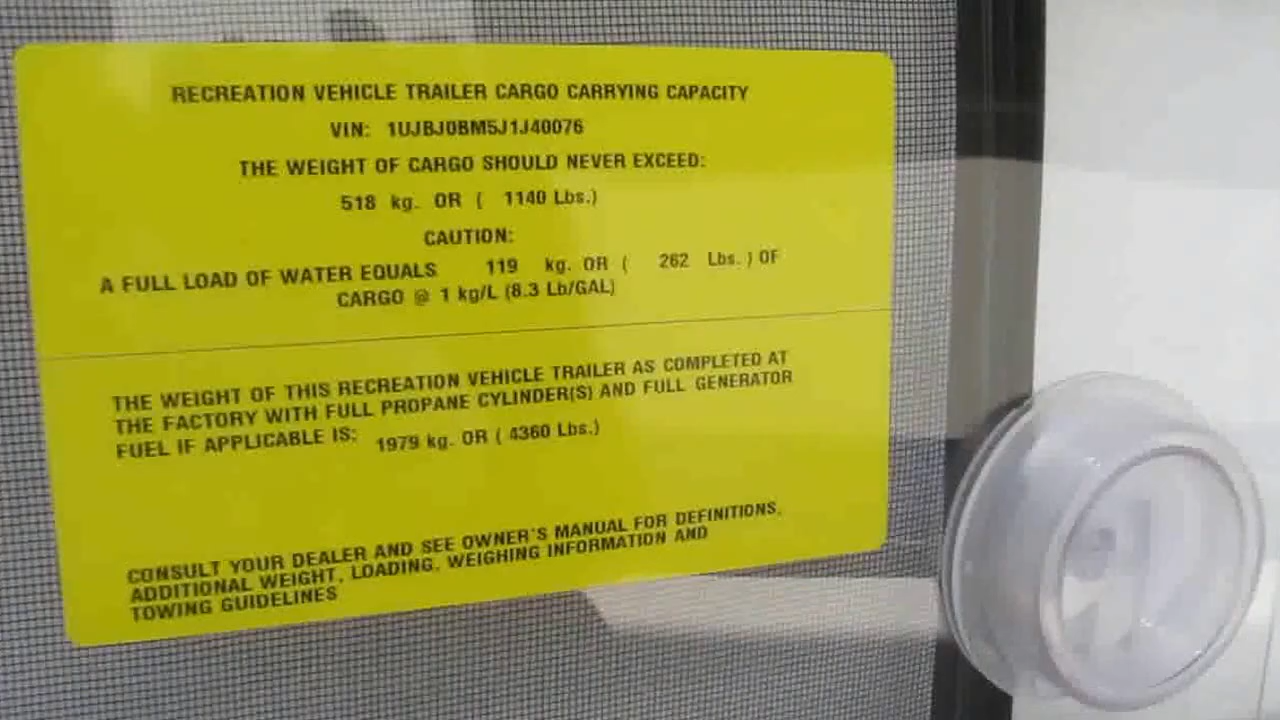 RECREATION VEHICLE TRAILER CARGO CARRYING CAPACITY
VIN: 1UJBJ0BM5J1J40076
THE WEIGHT OF CARGO SHOULD NEVER EXCEED:
518 kg. OR ( 1140 Lbs.)
CAUTION:
A FULL LOAD OF WATER EQUALS 119 kg. OR ( 262 Lbs. ) OF
CARGO @ 1 kg/L (8.3 Lb/GAL)
THE WEIGHT OF THIS RECREATION VEHICLE TRAILER AS COMPLETED AT
THE FACTORY WITH FULL PROPANE CYLINDER(S) AND FULL GENERATOR
FUEL IF APPLICABLE IS: 1979 kg. OR ( 4360 Lbs.)
CONSULT YOUR DEALER AND SEE OWNER'S MANUAL FOR DEFINITIONS,
ADDITIONAL WEIGHT, LOADING, WEIGHING INFORMATION AND
TOWING GUIDELINES